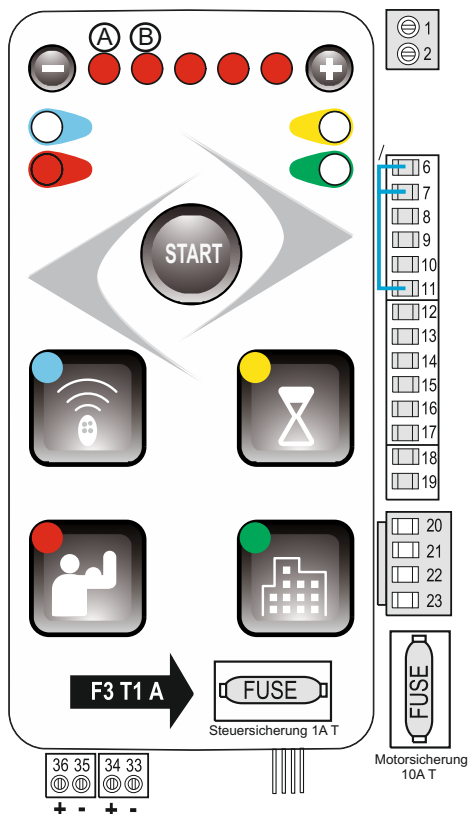 A B
1
2
START
6
7
8
9
10
11
12
13
14
15
16
17
18
19
20
21
22
23
F3 T1 A
FUSE
Steuersicherung 1A T
FUSE
Motorsicherung
10A T
36 35 34 33
+ - + -